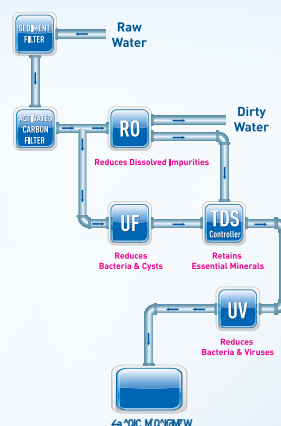 SEDIMENT
FILTER
Raw
Water
ACTIVATED
CARBON
FILTER
RO
Dirty
Water
Reduces Dissolved Impurities
UF
TDS
Controller
Reduces
Bacteria & Cysts
Retains
Essential Minerals
UV
Reduces
Bacteria & Viruses